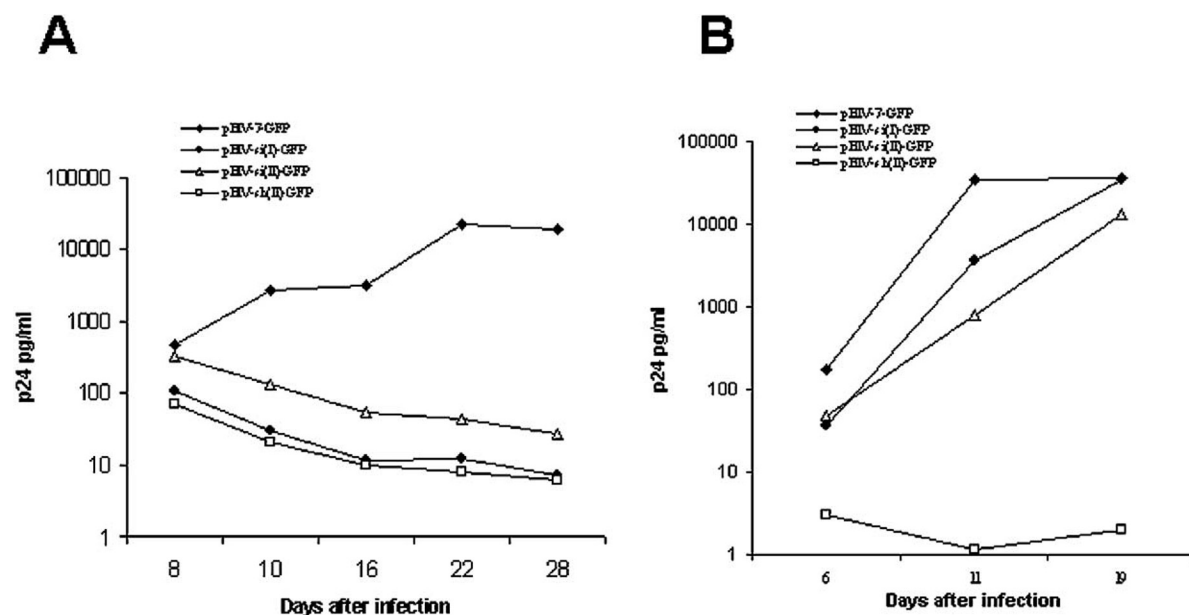 A
pHIV-7-GFP
pHIV-si(I)-GFP
pHIV-si(II)-GFP
pHIV-sh(II)-GFP
100000
10000
1000
100
10
1
p24 pg/ml
8 10 16 22 28
Days after infection
B
pHIV-7-GFP
pHIV-si(I)-GFP
pHIV-si(II)-GFP
pHIV-sh(II)-GFP
100000
10000
1000
100
10
1
p24 pg/ml
6 11 19
Days after infection